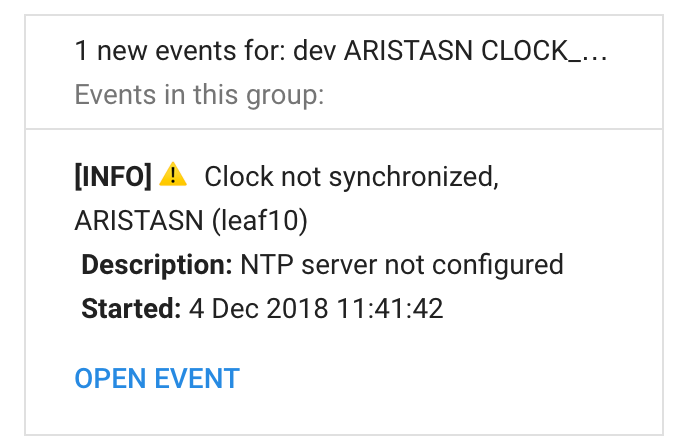 1 new events for: dev ARISTASN CLOCK_...
Events in this group:
[INFO] ⚠ Clock not synchronized,
ARISTASN (leaf10)
Description: NTP server not configured
Started: 4 Dec 2018 11:41:42
OPEN EVENT